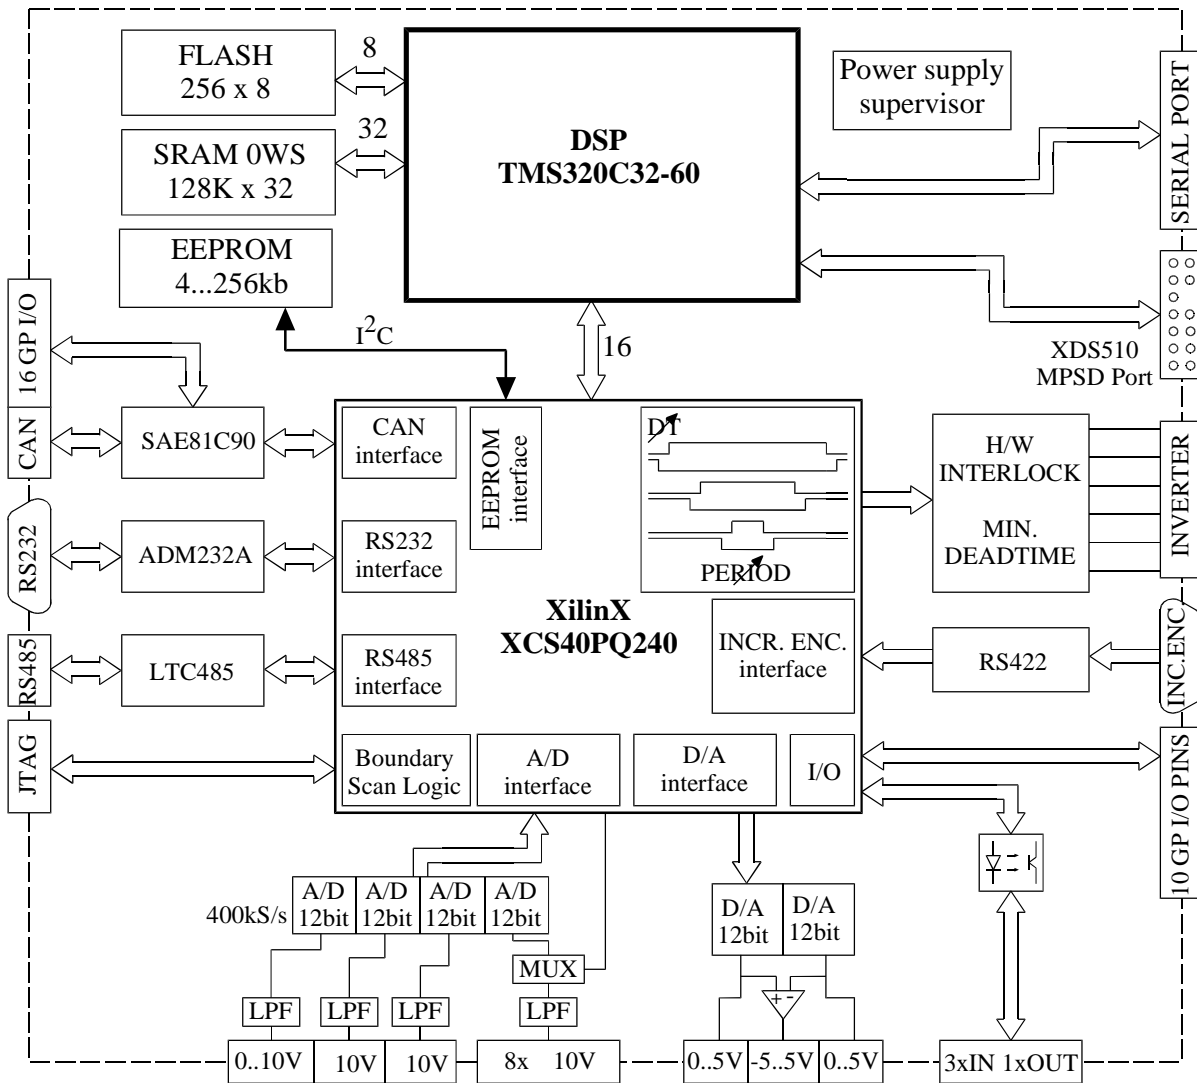 FLASH
256 x 8
8
SRAM 0WS
128K x 32
32
EEPROM
4...256kb
I²C
DSP
TMS320C32-60
16
Power supply
supervisor
SERIAL PORT
XDS510
MPSD Port
16 GP I/O
CAN
RS232
RS485
JTAG
SAE81C90
ADM232A
LTC485
CAN
interface
EEPROM
interface
RS232
interface
RS485
interface
Boundary
Scan Logic
A/D
interface
D/A
interface
I/O
DT
PERIOD
XilinX
XCS40PQ240
INCR. ENC.
interface
H/W
INTERLOCK
MIN.
DEADTIME
RS422
INVERTER
INC.ENC.
10 GP I/O PINS
400kS/s
A/D
12bit
A/D
12bit
A/D
12bit
A/D
12bit
MUX
LPF
LPF
LPF
LPF
0..10V
10V
10V
8x 10V
D/A
12bit
D/A
12bit
+ -
0..5V
-5..5V
0..5V
3xIN 1xOUT